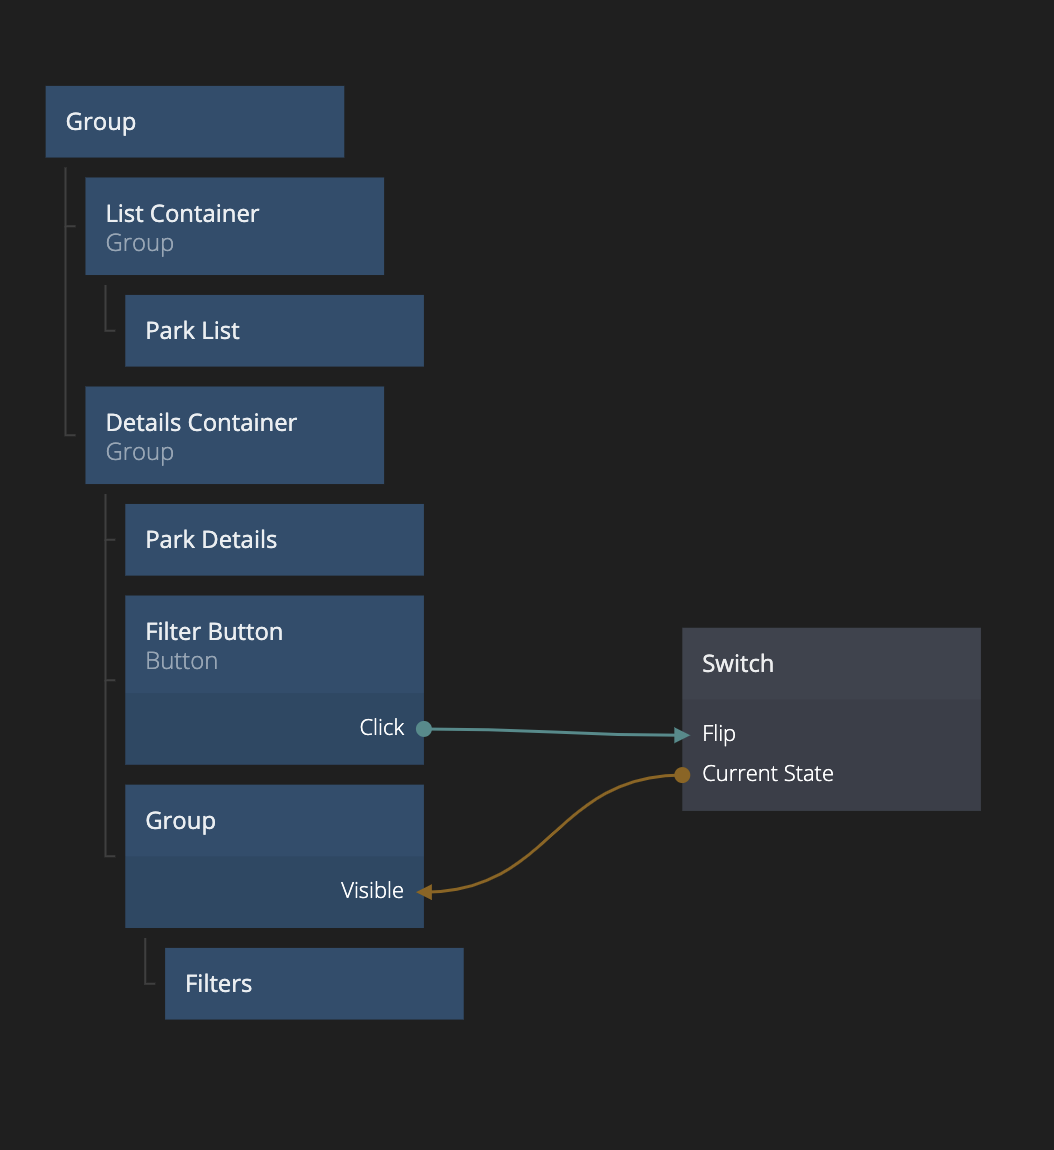 Group
List Container
Group
Park List
Details Container
Group
Park Details
Filter Button
Button
Click
Switch
Flip
Current State
Group
Visible
Filters